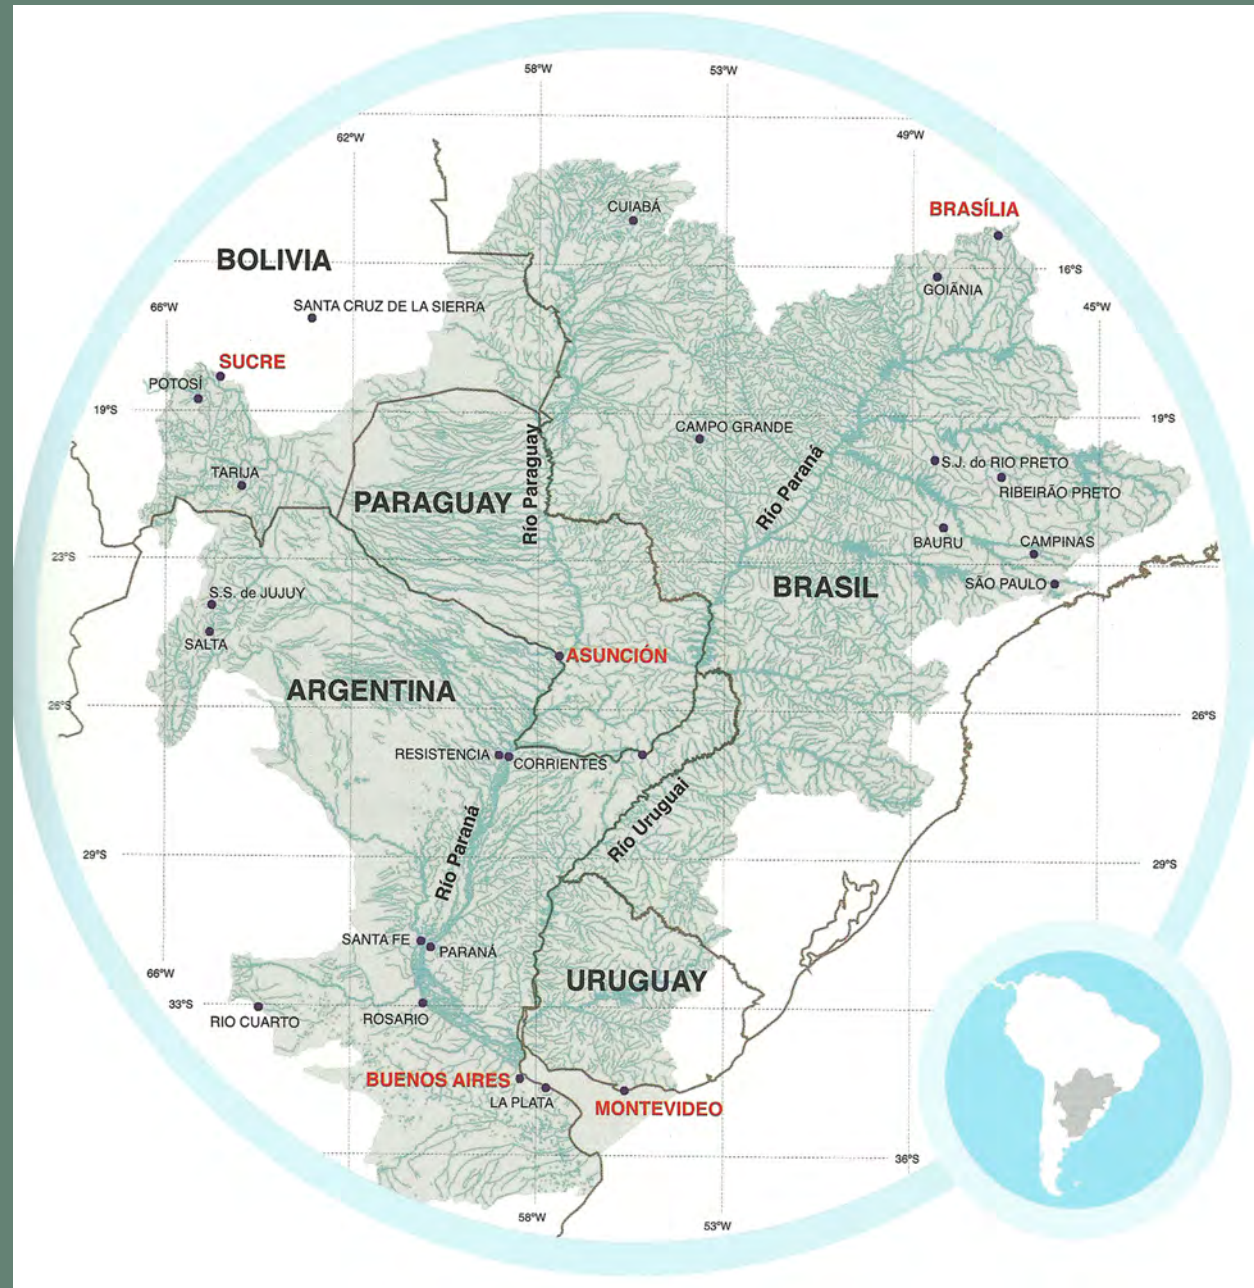 58°W
53°W
62°W
49°W
CUIABÁ
BRASÍLIA
BOLIVIA
16°S
GOIÃNIA
SANTA CRUZ DE LA SIERRA
66°W
45°W
SUCRE
POTOSÍ
19°S
19°S
CAMPO GRANDE
Río Paraguay
Río Paraná
S.J. do RIO PRETO
TARIJA
RIBEIRÃO PRETO
PARAGUAY
BAURU
CAMPINAS
23°S
23°S
BRASIL
SÃO PAULO
S.S. de JUJUY
SALTA
ASUNCIÓN
ARGENTINA
26°S
26°S
RESISTENCIA
CORRIENTES
Río Uruguai
Río Paraná
29°S
29°S
SANTA FE
PARANÁ
66°W
URUGUAY
33°S
RIO CUARTO
ROSARIO
BUENOS AIRES
LA PLATA
MONTEVIDEO
36°S
58°W
53°W